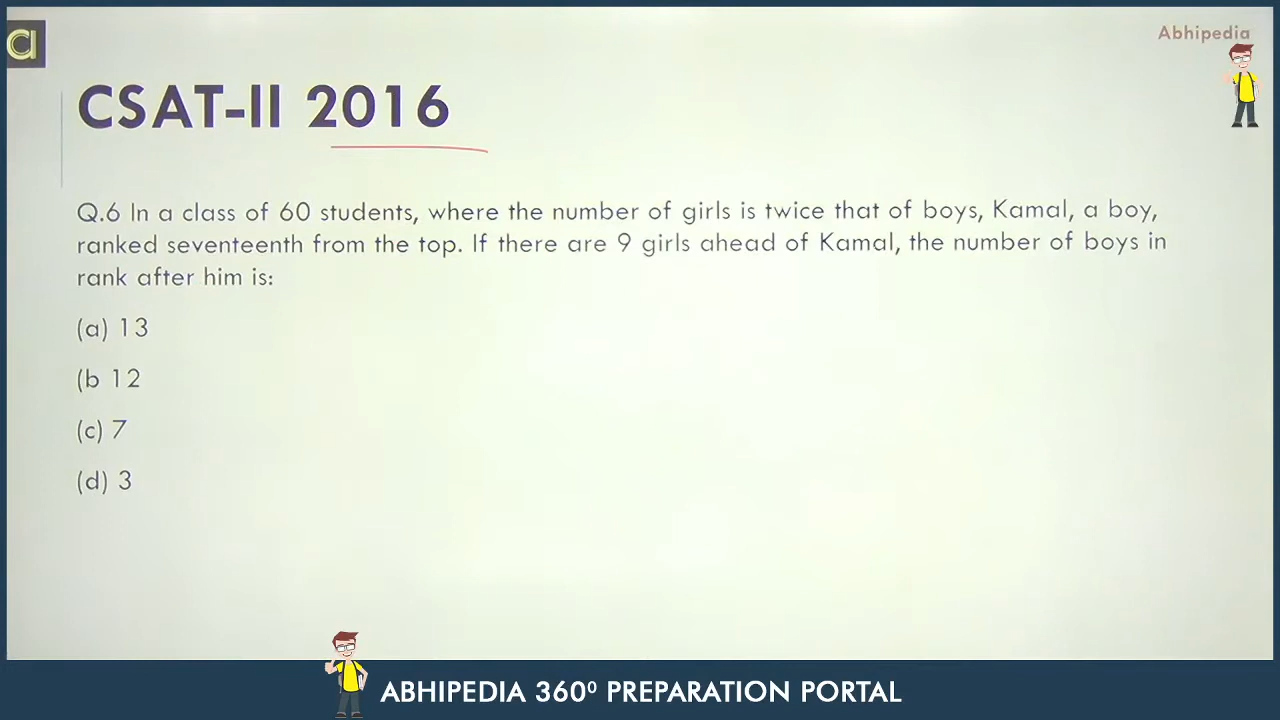 a
Abhipedia
CSAT-II 2016
Q.6 In a class of 60 students, where the number of girls is twice that of boys, Kamal, a boy,
ranked seventeenth from the top. If there are 9 girls ahead of Kamal, the number of boys in
rank after him is:
(a) 13
(b 12
(c) 7
(d) 3
ABHIPEDIA 360⁰ PREPARATION PORTAL